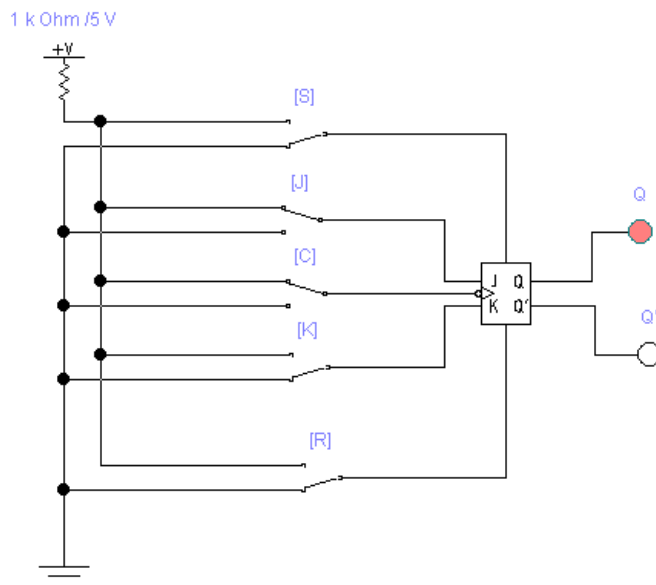 1 k Ohm /5 V
+V
[S]
[J]
Q
[C]
J Q
K Q'
Q'
[K]
[R]